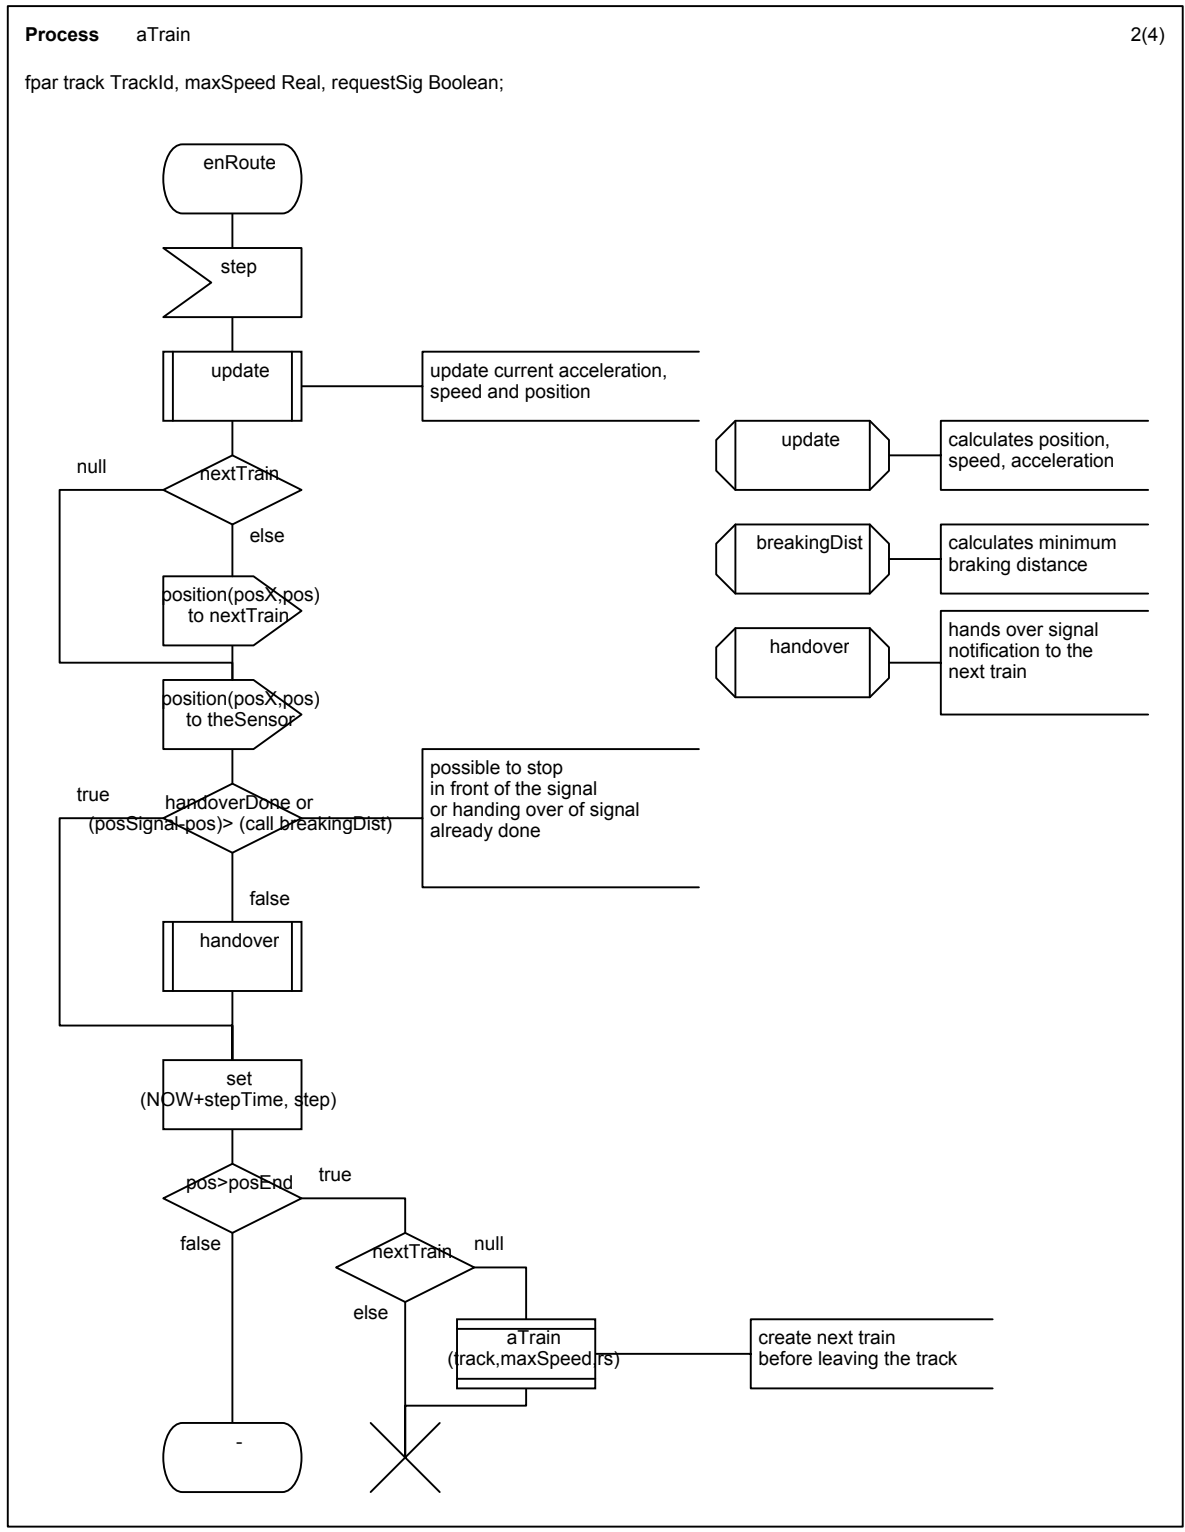 Process aTrain 2(4)
fpar track TrackId, maxSpeed Real, requestSig Boolean;
enRoute
step
update
update current acceleration,
speed and position
update
calculates position,
speed, acceleration
null
nextTrain
else
breakingDist
calculates minimum
braking distance
position(posX,pos)
to nextTrain
handover
hands over signal
notification to the
next train
position(posX,pos)
to theSensor
true
handoverDone or
(posSignal-pos)> (call breakingDist)
possible to stop
in front of the signal
or handing over of signal
already done
false
handover
set
(NOW+stepTime, step)
pos>posEnd
true
false
nextTrain
null
else
aTrain
(track,maxSpeed,rs)
create next train
before leaving the track
-